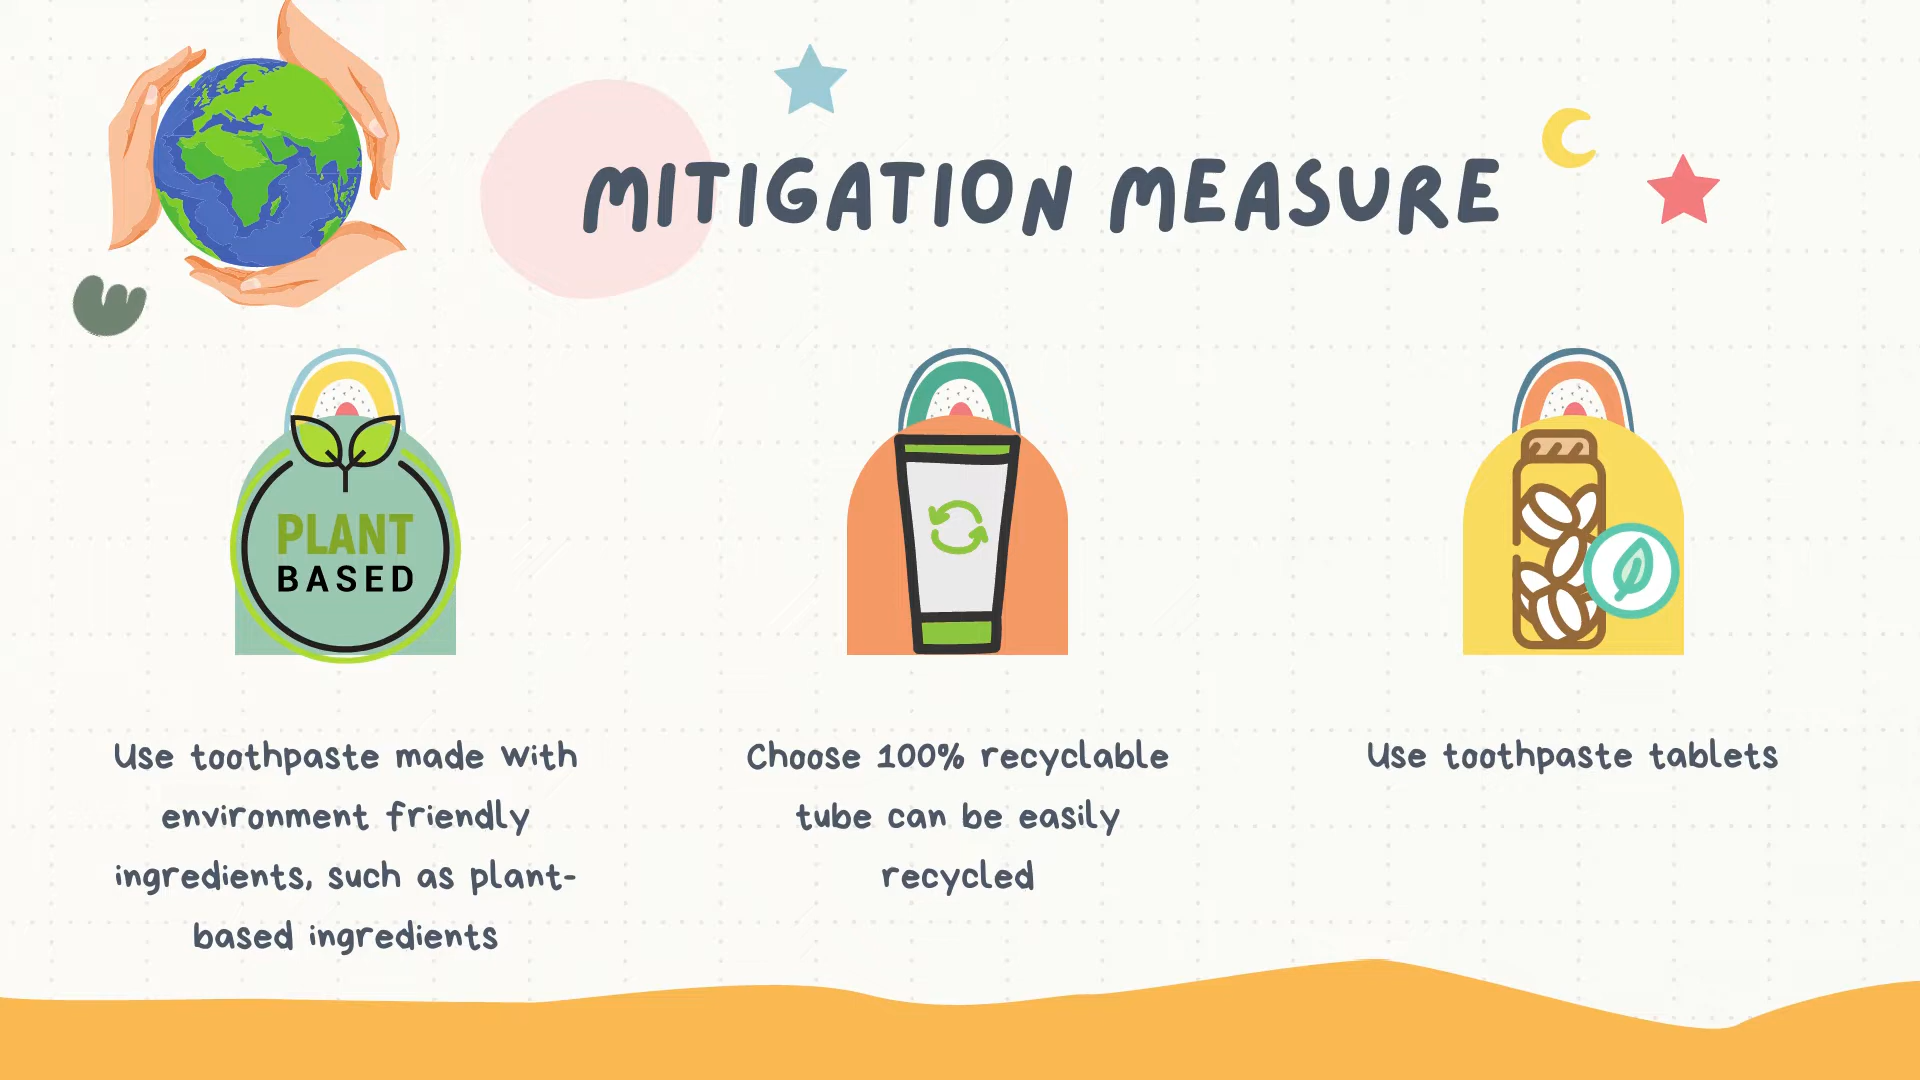 MITIGATION MEASURE
PLANT
BASED
Use toothpaste made with
environment friendly
ingredients, such as plant-
based ingredients
Choose 100% recyclable
tube can be easily
recycled
Use toothpaste tablets